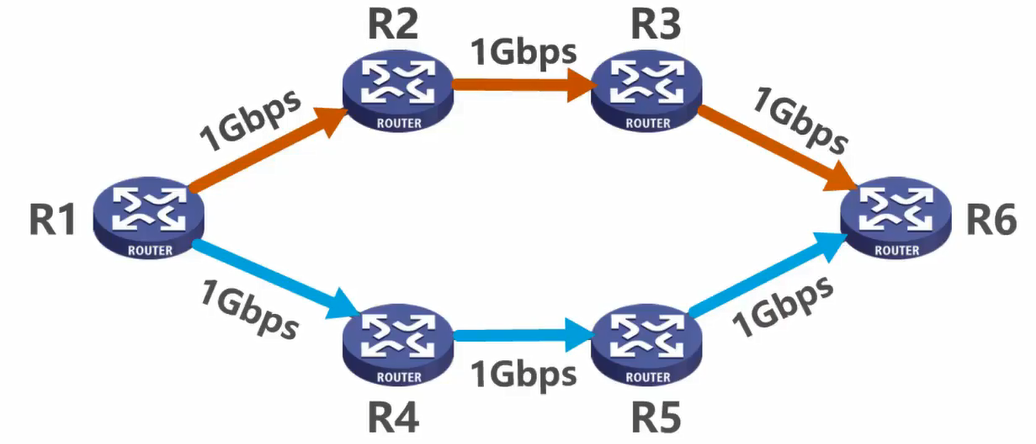 R2
R3
1Gbps
ROUTER
ROUTER
1Gbps
1Gbps
R1
ROUTER
ROUTER
R6
1Gbps
1Gbps
ROUTER
ROUTER
1Gbps
R4
R5